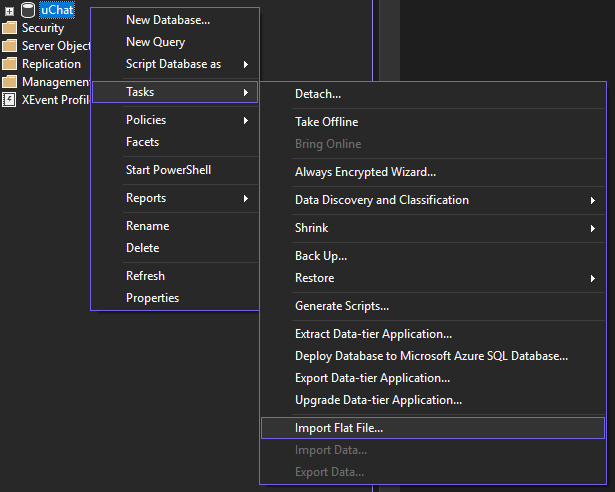 uChat
Security
Server Objec
Replication
Management
XEvent Profil
New Database...
New Query
Script Database as
Tasks
Policies
Facets
Start PowerShell
Reports
Rename
Delete
Refresh
Properties
Detach...
Take Offline
Bring Online
Always Encrypted Wizard...
Data Discovery and Classification
Shrink
Back Up...
Restore
Generate Scripts...
Extract Data-tier Application...
Deploy Database to Microsoft Azure SQL Database...
Export Data-tier Application...
Upgrade Data-tier Application...
Import Flat File...
Import Data...
Export Data...